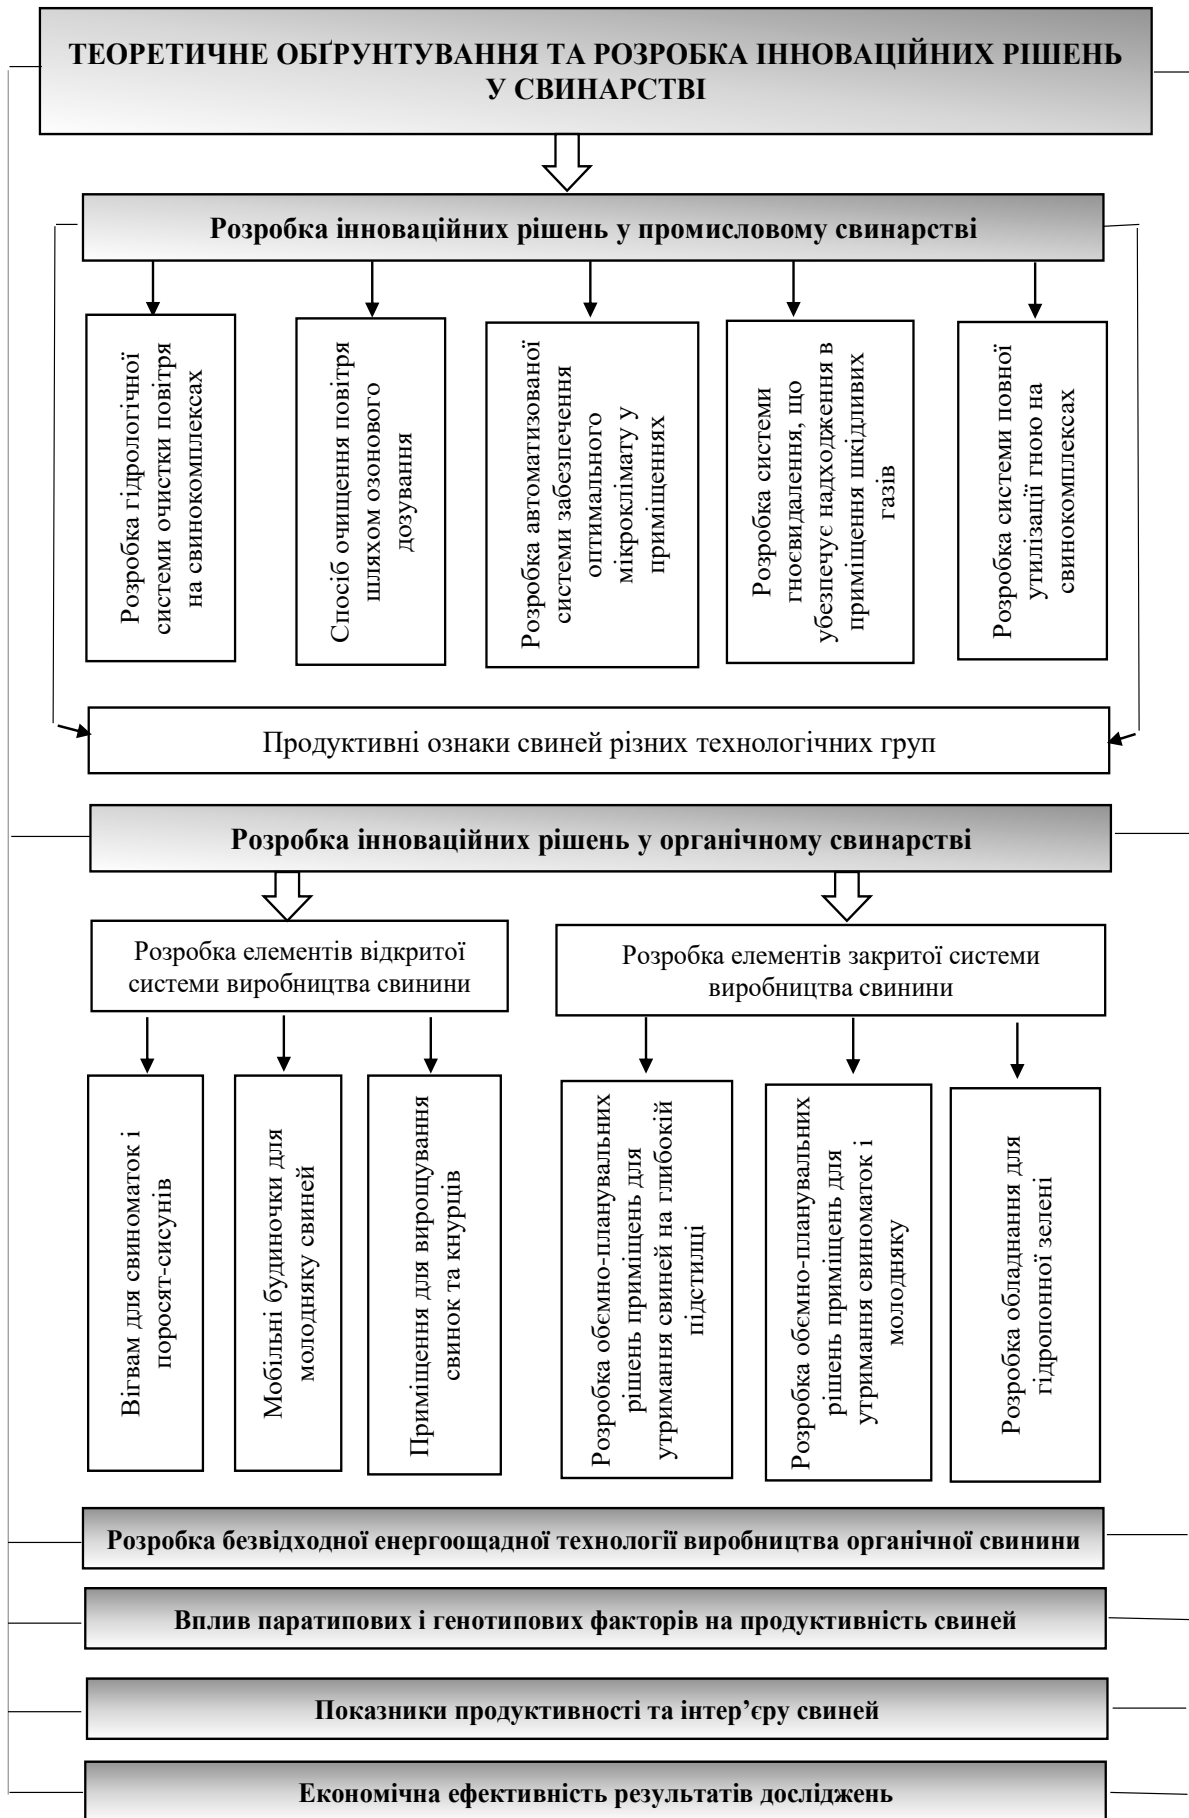 ТЕОРЕТИЧНЕ ОБҐРУНТУВАННЯ ТА РОЗРОБКА ІННОВАЦІЙНИХ РІШЕНЬ
У СВИНАРСТВІ
Розробка інноваційних рішень у промисловому свинарстві
Розробка гідрологічної
системи очистки повітря
на свинокомплексах
Спосіб очищення повітря
шляхом озонового
дозування
Розробка автоматизованої
системи забезпечення
оптимального
мікроклімату у
приміщеннях
Розробка системи
гноєвидалення, що
убезпечує надходження в
приміщення шкідливих
газів
Розробка системи повної
утилізації гною на
свинокомплексах
Продуктивні ознаки свиней різних технологічних груп
Розробка інноваційних рішень у органічному свинарстві
Розробка елементів відкритої
системи виробництва свинини
Розробка елементів закритої системи
виробництва свинини
Вігвам для свиноматок і
поросят-сисунів
Мобільні будиночки для
молодняку свиней
Приміщення для вирощування
свинок та кнурців
Розробка обємно-планувальних
рішень приміщень для
утримання свиней на глибокій
підстилці
Розробка обємно-планувальних
рішень приміщень для
утримання свиноматок і
молодняку
Розробка обладнання для
гідропонної зелені
Розробка безвідходної енергоощадної технології виробництва органічної свинини
Вплив паратипових і генотипових факторів на продуктивність свиней
Показники продуктивності та інтер’єру свиней
Економічна ефективність результатів досліджень